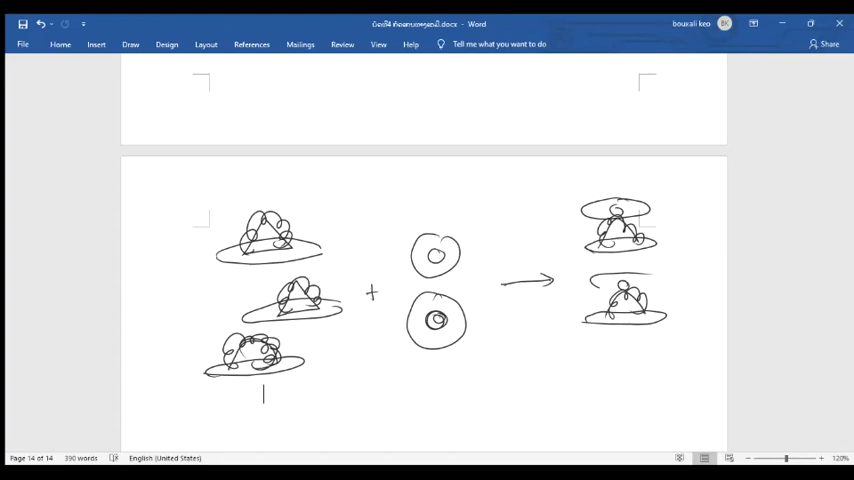 bouxali keo BK
File Home Insert Draw Design Layout References Mailings Review View Help Tell me what you want to do Share
+
Page 14 of 14 390 words English (United States) 120%